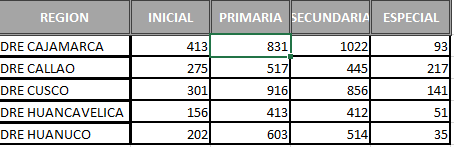 REGION INICIAL PRIMARIA SECUNDARIA ESPECIAL
DRE CAJAMARCA 413 831 1022 93
DRE CALLAO 275 517 445 217
DRE CUSCO 301 916 856 141
DRE HUANCAVELICA 156 413 412 51
DRE HUANUCO 202 603 514 35